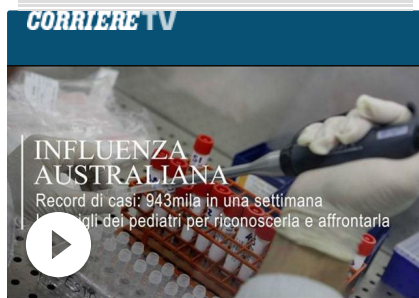 CORRIERE TV
INFLUENZA
AUSTRALIANA
Record di casi: 943mila in una settimana
dei pediatri per riconoscerla e affrontarla